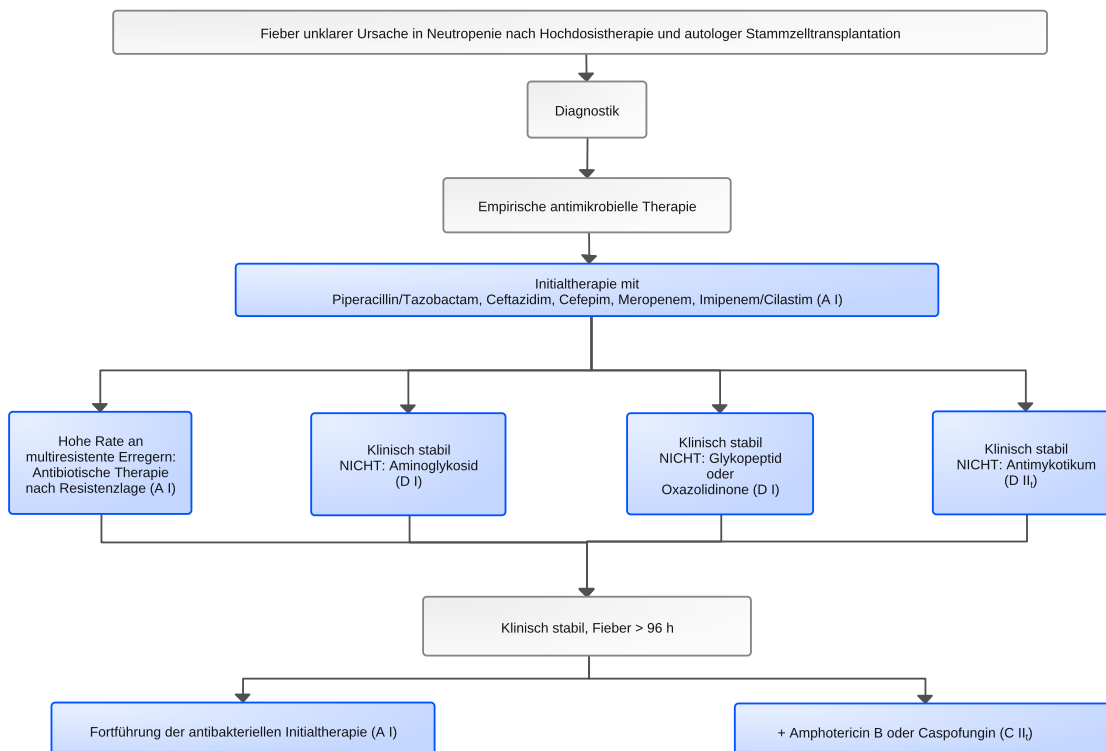 Fieber unklarer Ursache in Neutropenie nach Hochdosistherapie und autologer Stammzelltransplantation
Diagnostik
Empirische antimikrobielle Therapie
Initialtherapie mit
Piperacillin/Tazobactam, Ceftazidim, Cefepim, Meropenem, Imipenem/Cilastim (A I)
Hohe Rate an
multiresistente Erregern:
Antibiotische Therapie
nach Resistenzlage (A I)
Klinisch stabil
NICHT: Aminoglykosid
(D I)
Klinisch stabil
NICHT: Glykopeptid
oder
Oxazolidinone (D I)
Klinisch stabil
NICHT: Antimykotikum
(D IIt)
Klinisch stabil, Fieber > 96 h
Fortführung der antibakteriellen Initialtherapie (A I)
+ Amphotericin B oder Caspofungin (C IIt)